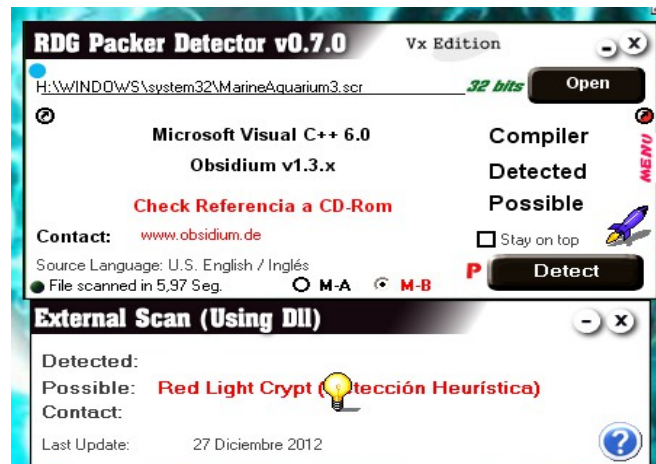 RDG Packer Detector v0.7.0 Vx Edition
H:\WINDOWS\system32\MarineAquarium3.scr 32 bits Open
Microsoft Visual C++ 6.0 Compiler
Obsidium v1.3.x Detected
Check Referencia a CD-Rom Possible
MENU
Contact: www.obsidium.de Stay on top
Source Language: U.S. English / Inglés
P Detect
File scanned in 5,97 Seg. M-A M-B
External Scan (Using Dll)
Detected:
Possible: Red Light Crypt ( tección Heurística)
Contact:
Last Update: 27 Diciembre 2012